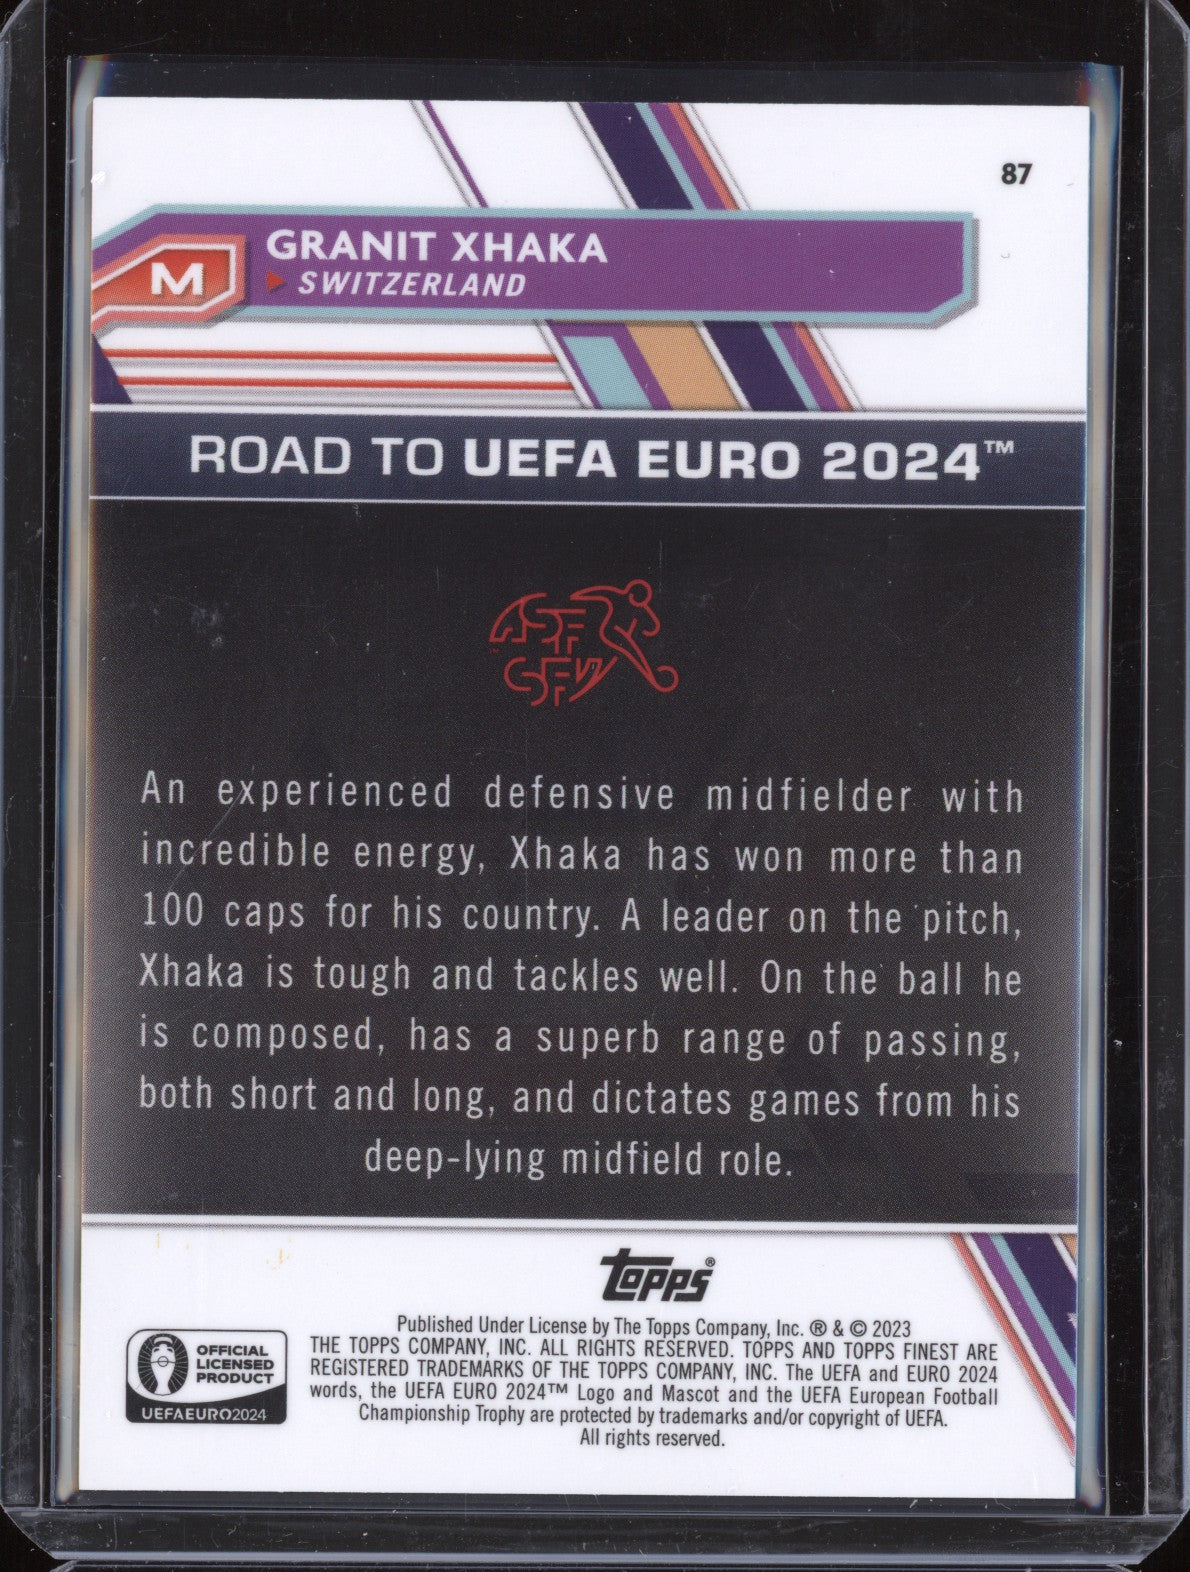 87
GRANIT XHAKA
M
SWITZERLAND
ROAD TO UEFA EURO 2024™
ASF
SFV
An experienced defensive midfielder with
incredible energy, Xhaka has won more than
100 caps for his country. A leader on the pitch,
Xhaka is tough and tackles well. On the ball he
is composed, has a superb range of passing,
both short and long, and dictates games from his
deep-lying midfield role.
topps®
Published Under License by The Topps Company, Inc. ® & © 2023
THE TOPPS COMPANY, INC. ALL RIGHTS RESERVED. TOPPS AND TOPPS FINEST ARE
REGISTERED TRADEMARKS OF THE TOPPS COMPANY, INC. The UEFA and EURO 2024
words, the UEFA EURO 2024™ Logo and Mascot and the UEFA European Football
Championship Trophy are protected by trademarks and/or copyright of UEFA.
All rights reserved.
OFFICIAL
LICENSED
PRODUCT
UEFAEURO2024